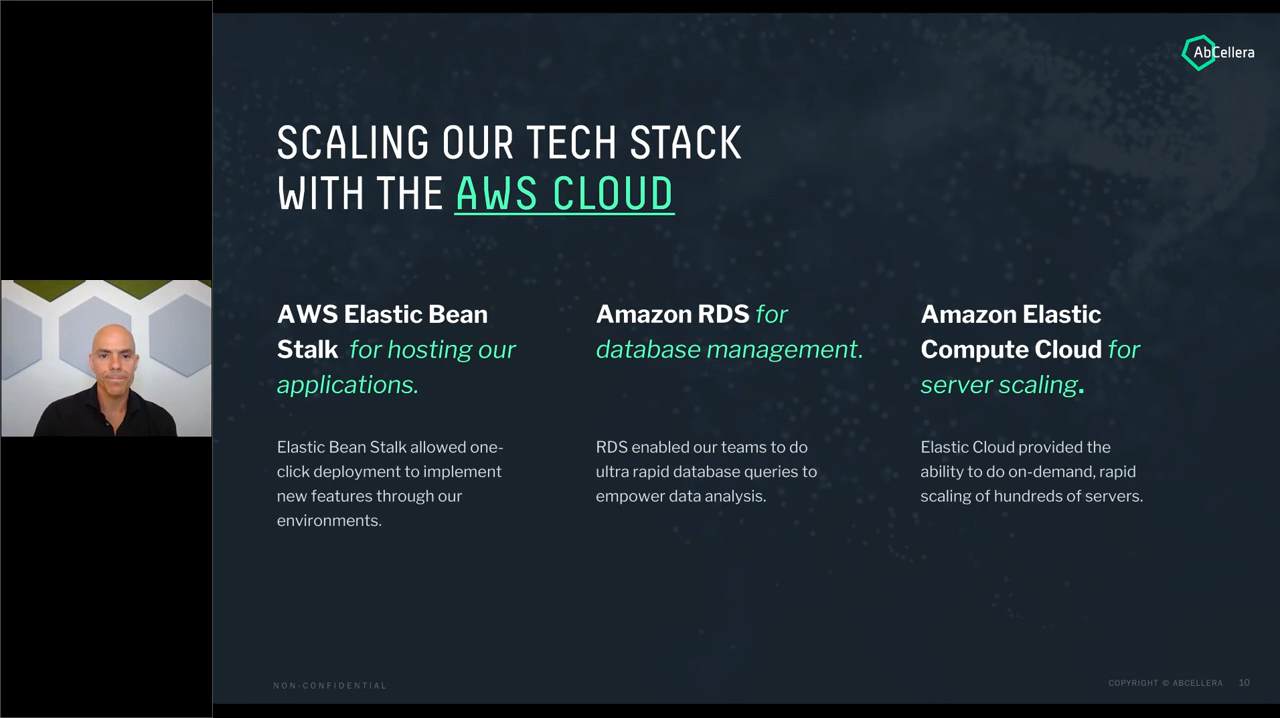 AbCellera
SCALING OUR TECH STACK
WITH THE AWS CLOUD
AWS Elastic Bean
Stalk for hosting our
applications.
Elastic Bean Stalk allowed one-
click deployment to implement
new features through our
environments.
Amazon RDS for
database management.
RDS enabled our teams to do
ultra rapid database queries to
empower data analysis.
Amazon Elastic
Compute Cloud for
server scaling.
Elastic Cloud provided the
ability to do on-demand, rapid
scaling of hundreds of servers.
NON-CONFIDENTIAL
COPYRIGHT © ABCELLERA 10